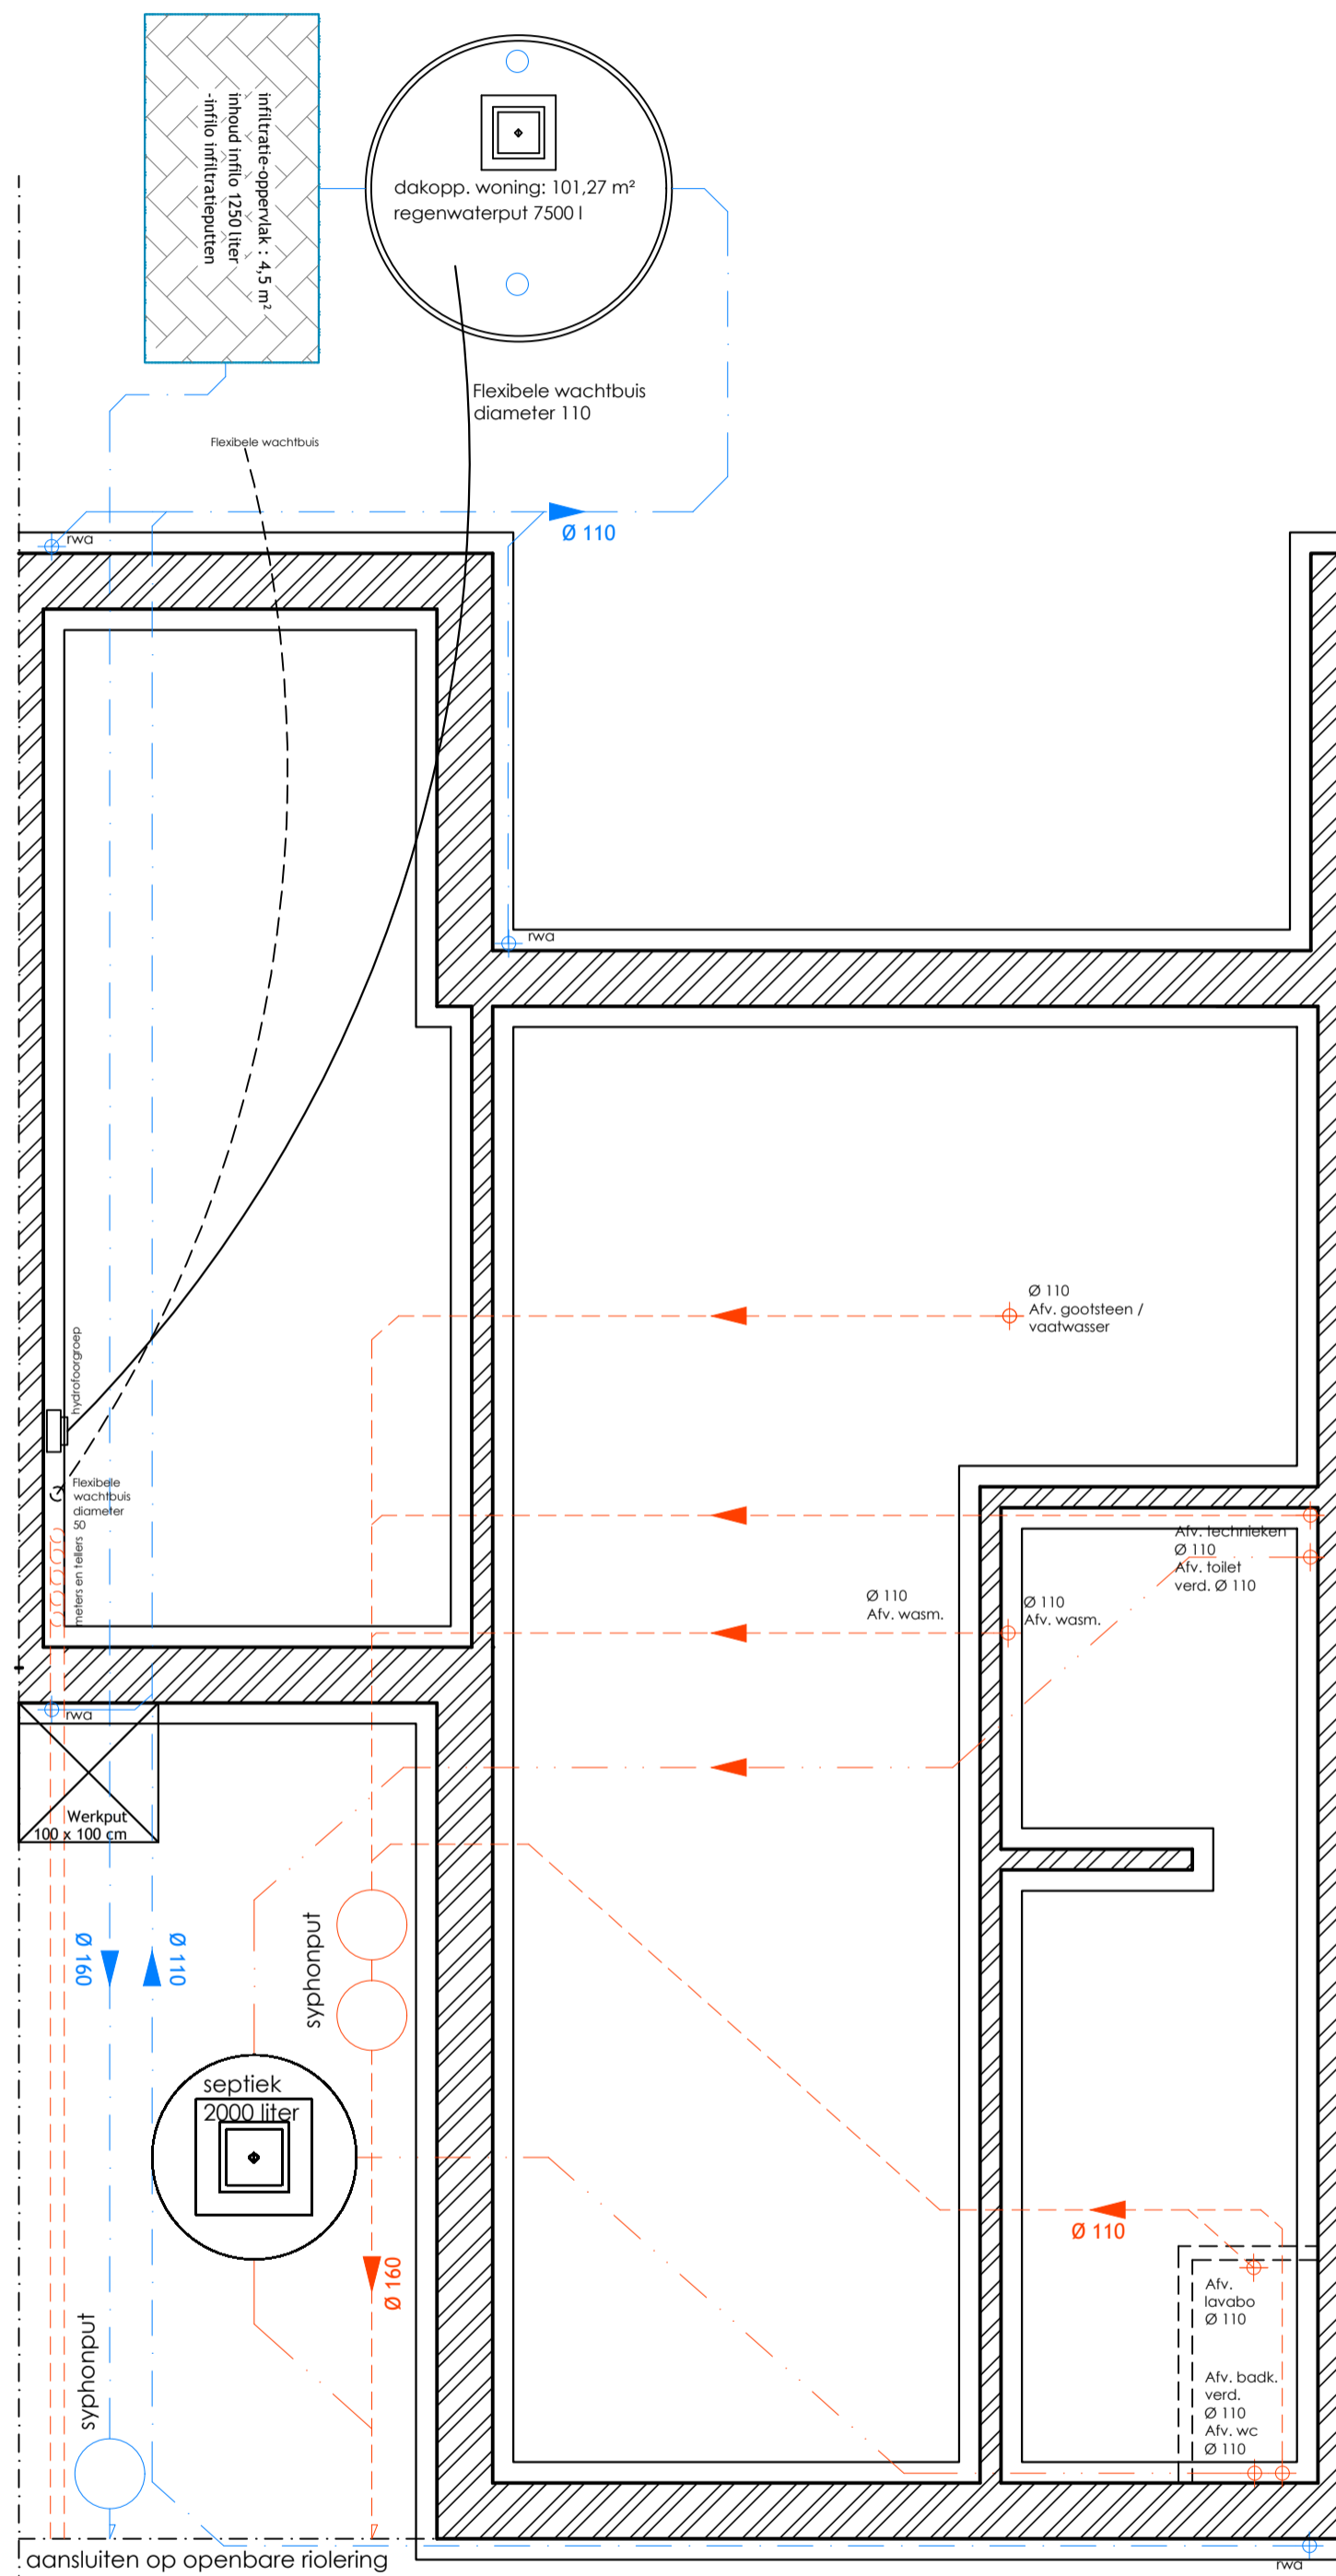 infiltratie-oppervlak : 4,5 m²
inhoud infilo 1250 liter
-infilo infiltratieputten
dakopp. woning: 101,27 m²
regenwaterput 7500 l
Flexibele wachtbuis
diameter 110
Flexibele wachtbuis
rwa
Ø 110
rwa
Ø 110
Afv. gootsteen /
vaatwasser
hydrofoorgroep
Flexibele
wachtbuis
diameter
50
meters en tellers
Afv. technieken
Ø 110
Afv. toilet
verd. Ø 110
Ø 110
Afv. wasm.
Ø 110
Afv. wasm.
rwa
Werkput
100 x 100 cm
Ø 160
Ø 110
syphonput
septiek
2000 liter
Ø 160
Ø 110
Afv.
lavabo
Ø 110
Afv. badk.
verd.
Ø 110
Afv. wc
Ø 110
syphonput
aansluiten op openbare riolering
rwa